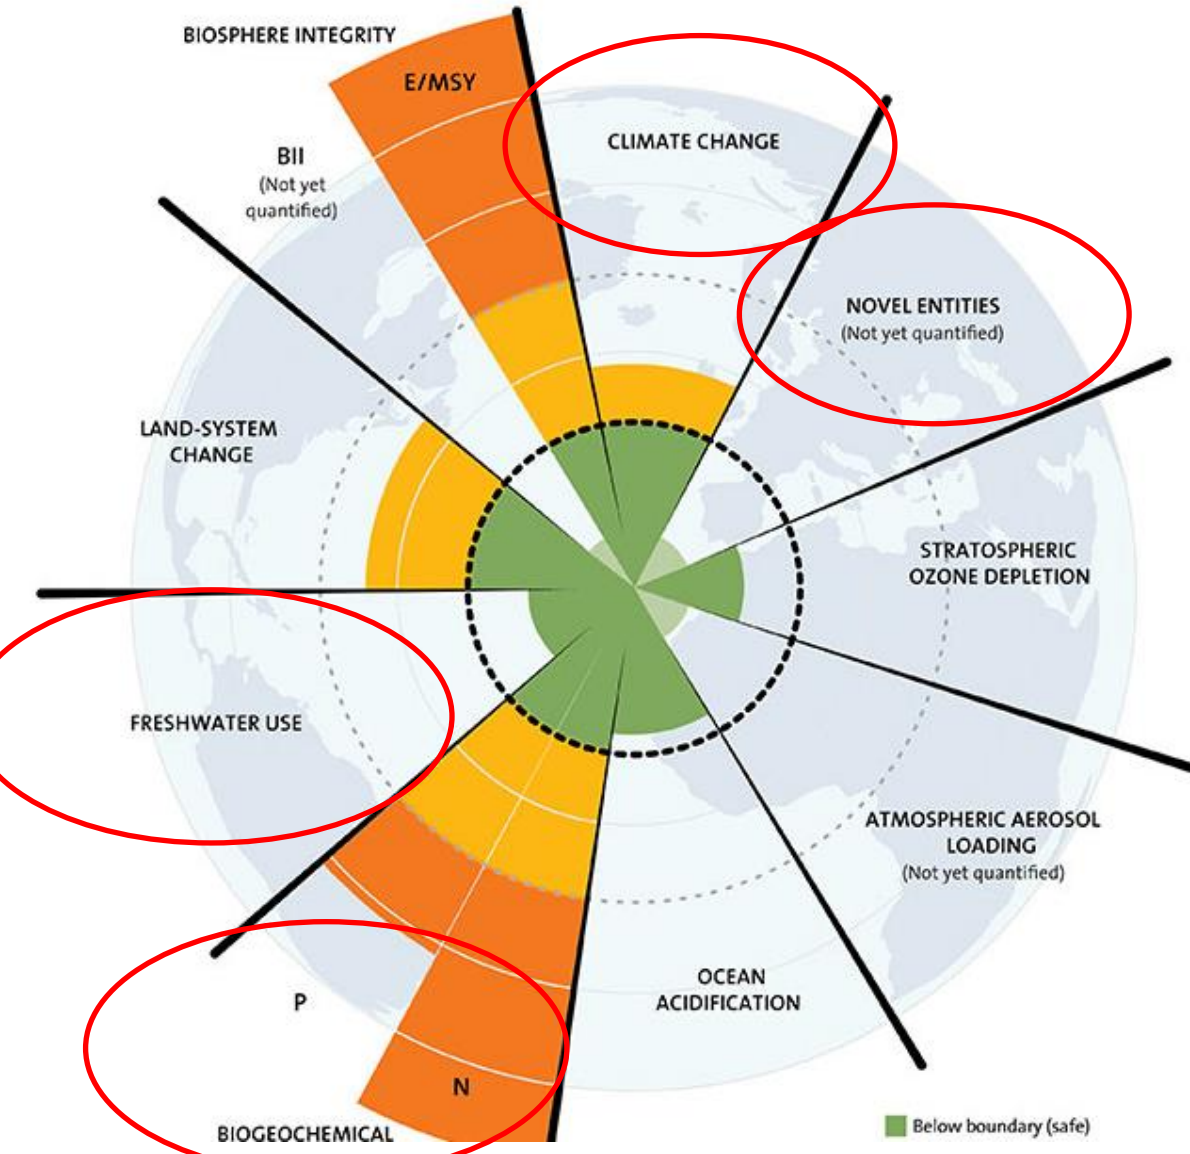 BIOSPHERE INTEGRITY
E/MSY
BII
(Not yet
quantified)
CLIMATE CHANGE
NOVEL ENTITIES
(Not yet quantified)
LAND-SYSTEM
CHANGE
STRATOSPHERIC
OZONE DEPLETION
FRESHWATER USE
ATMOSPHERIC AEROSOL
LOADING
(Not yet quantified)
OCEAN
ACIDIFICATION
P
N
BIOGEOCHEMICAL
Below boundary (safe)